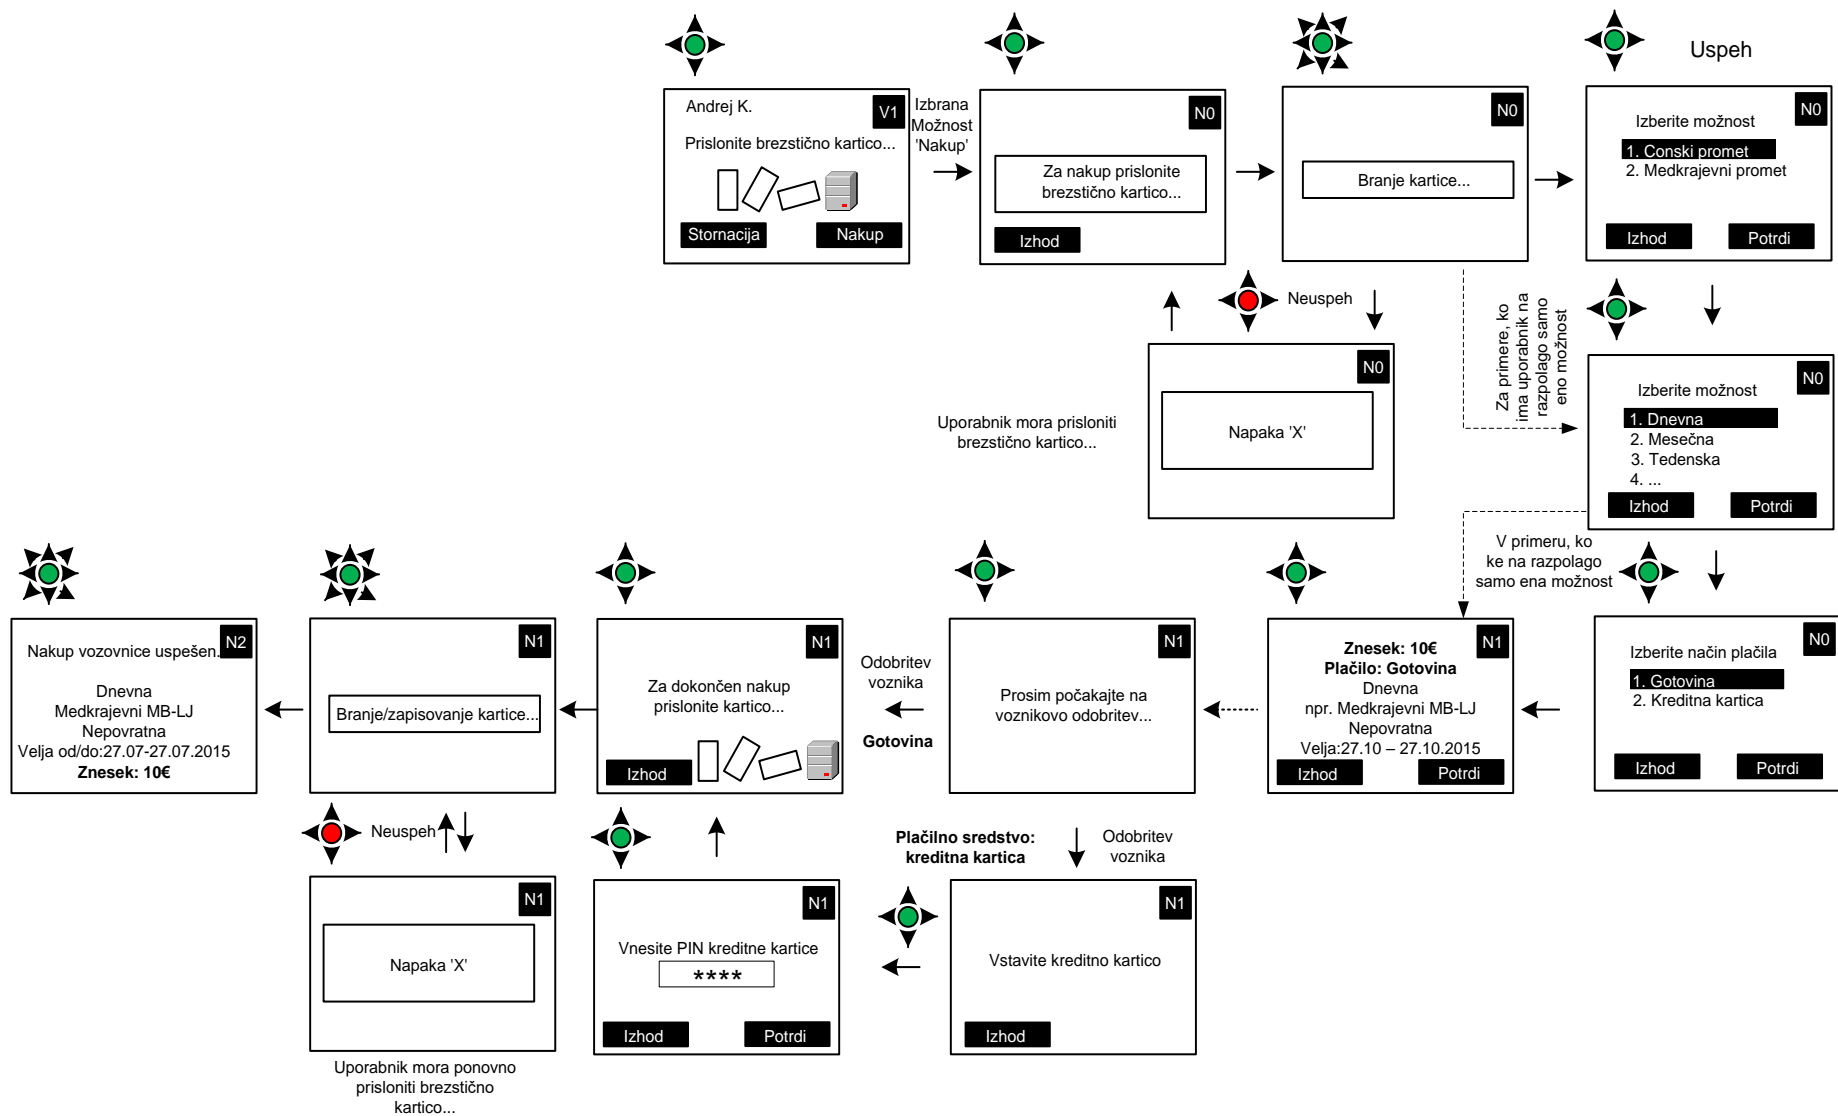 Uspeh
Andrej K.
V1
Prislonite brezstično kartico...
Stornacija
Nakup
Izbrana
Možnost
'Nakup'
N0
Za nakup prislonite
brezstično kartico...
Izhod
N0
Branje kartice...
N0
Izberite možnost
1. Conski promet
2. Medkrajevni promet
Izhod
Potrdi
Neuspeh
N0
Napaka 'X'
Uporabnik mora prisloniti
brezstično kartico...
Za primere, ko
ima uporabnik na
razpolago samo
eno možnost
N0
Izberite možnost
1. Dnevna
2. Mesečna
3. Tedenska
4. ...
Izhod
Potrdi
V primeru, ko
ke na razpolago
samo ena možnost
N0
Izberite način plačila
1. Gotovina
2. Kreditna kartica
Izhod
Potrdi
N1
Znesek: 10€
Plačilo: Gotovina
Dnevna
npr. Medkrajevni MB-LJ
Nepovratna
Velja:27.10 – 27.10.2015
Izhod
Potrdi
N1
Prosim počakajte na
voznikovo odobritev...
Odobritev
voznika
Gotovina
N1
Za dokončen nakup
prislonite kartico...
Izhod
N1
Branje/zapisovanje kartice...
N2
Nakup vozovnice uspešen.
Dnevna
Medkrajevni MB-LJ
Nepovratna
Velja od/do:27.07-27.07.2015
Znesek: 10€
Neuspeh
N1
Napaka 'X'
Uporabnik mora ponovno
prisloniti brezstično
kartico...
Plačilno sredstvo:
kreditna kartica
Odobritev
voznika
N1
Vstavite kreditno kartico
Izhod
N1
Vnesite PIN kreditne kartice
****
Izhod
Potrdi